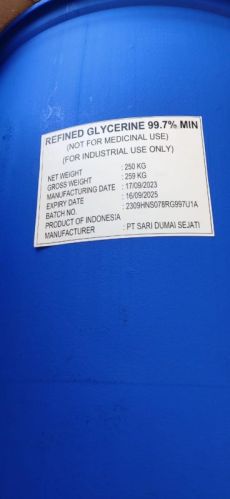 REFINED GLYCERINE 99.7% MIN
(NOT FOR MEDICINAL USE)
(FOR INDUSTRIAL USE ONLY)
NET WEIGHT : 250 KG
GROSS WEIGHT : 259 KG
MANUFACTURING DATE : 17/09/2023
EXPIRY DATE : 16/09/2025
BATCH NO. : 2309HNS078RG997U1A
PRODUCT OF INDONESIA
MANUFACTURER : PT SARI DUMAI SEJATI